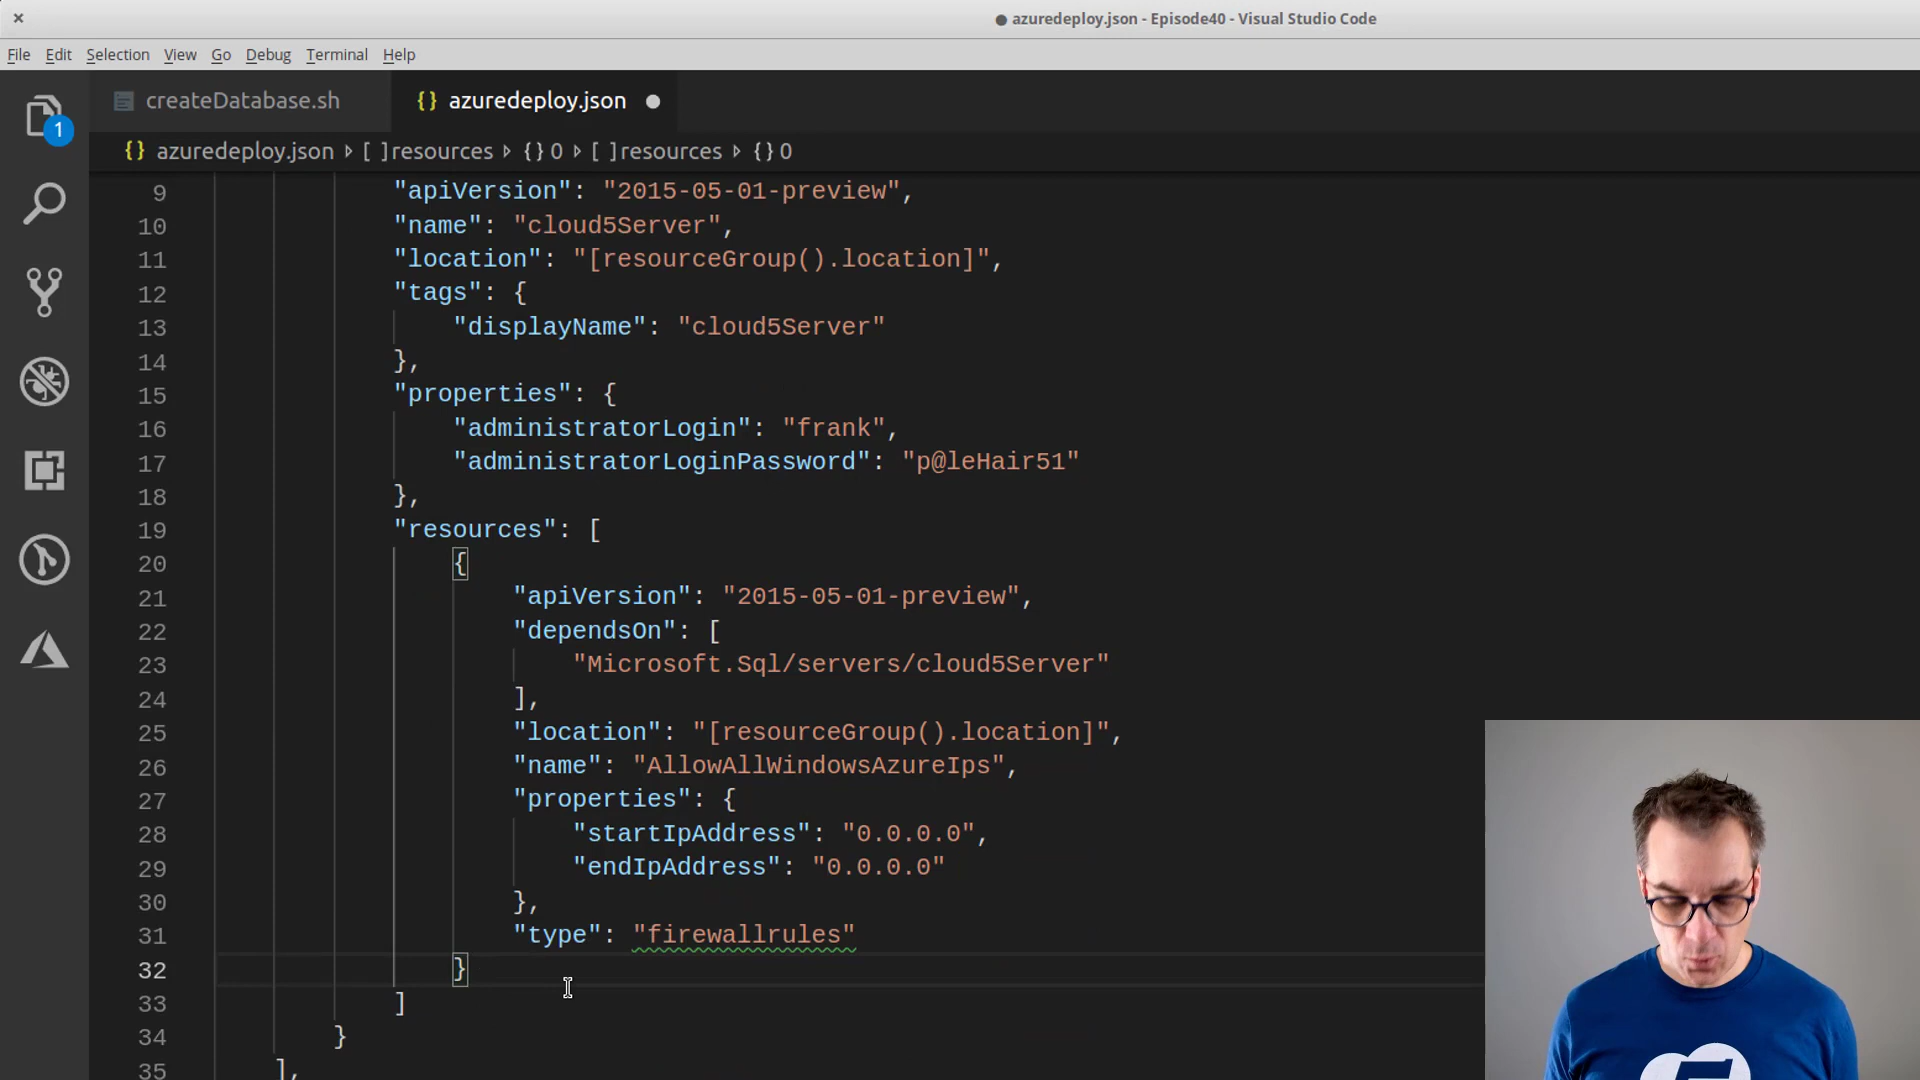 azuredeploy.json - Episode40 - Visual Studio Code
File Edit Selection View Go Debug Terminal Help
createDatabase.sh
{} azuredeploy.json
1
{} azuredeploy.json [ ] resources {} 0 [ ] resources {} 0
9 "apiVersion": "2015-05-01-preview",
10 "name": "cloud5Server",
11 "location": "[resourceGroup().location]",
12 "tags": {
13 "displayName": "cloud5Server"
14 },
15 "properties": {
16 "administratorLogin": "frank",
17 "administratorLoginPassword": "p@leHair51"
18 },
19 "resources": [
20 {
21 "apiVersion": "2015-05-01-preview",
22 "dependsOn": [
23 "Microsoft.Sql/servers/cloud5Server"
24 ],
25 "location": "[resourceGroup().location]",
26 "name": "AllowAllWindowsAzureIps",
27 "properties": {
28 "startIpAddress": "0.0.0.0",
29 "endIpAddress": "0.0.0.0"
30 },
31 "type": "firewallrules"
32 }
33 ]
34 }
35 ],